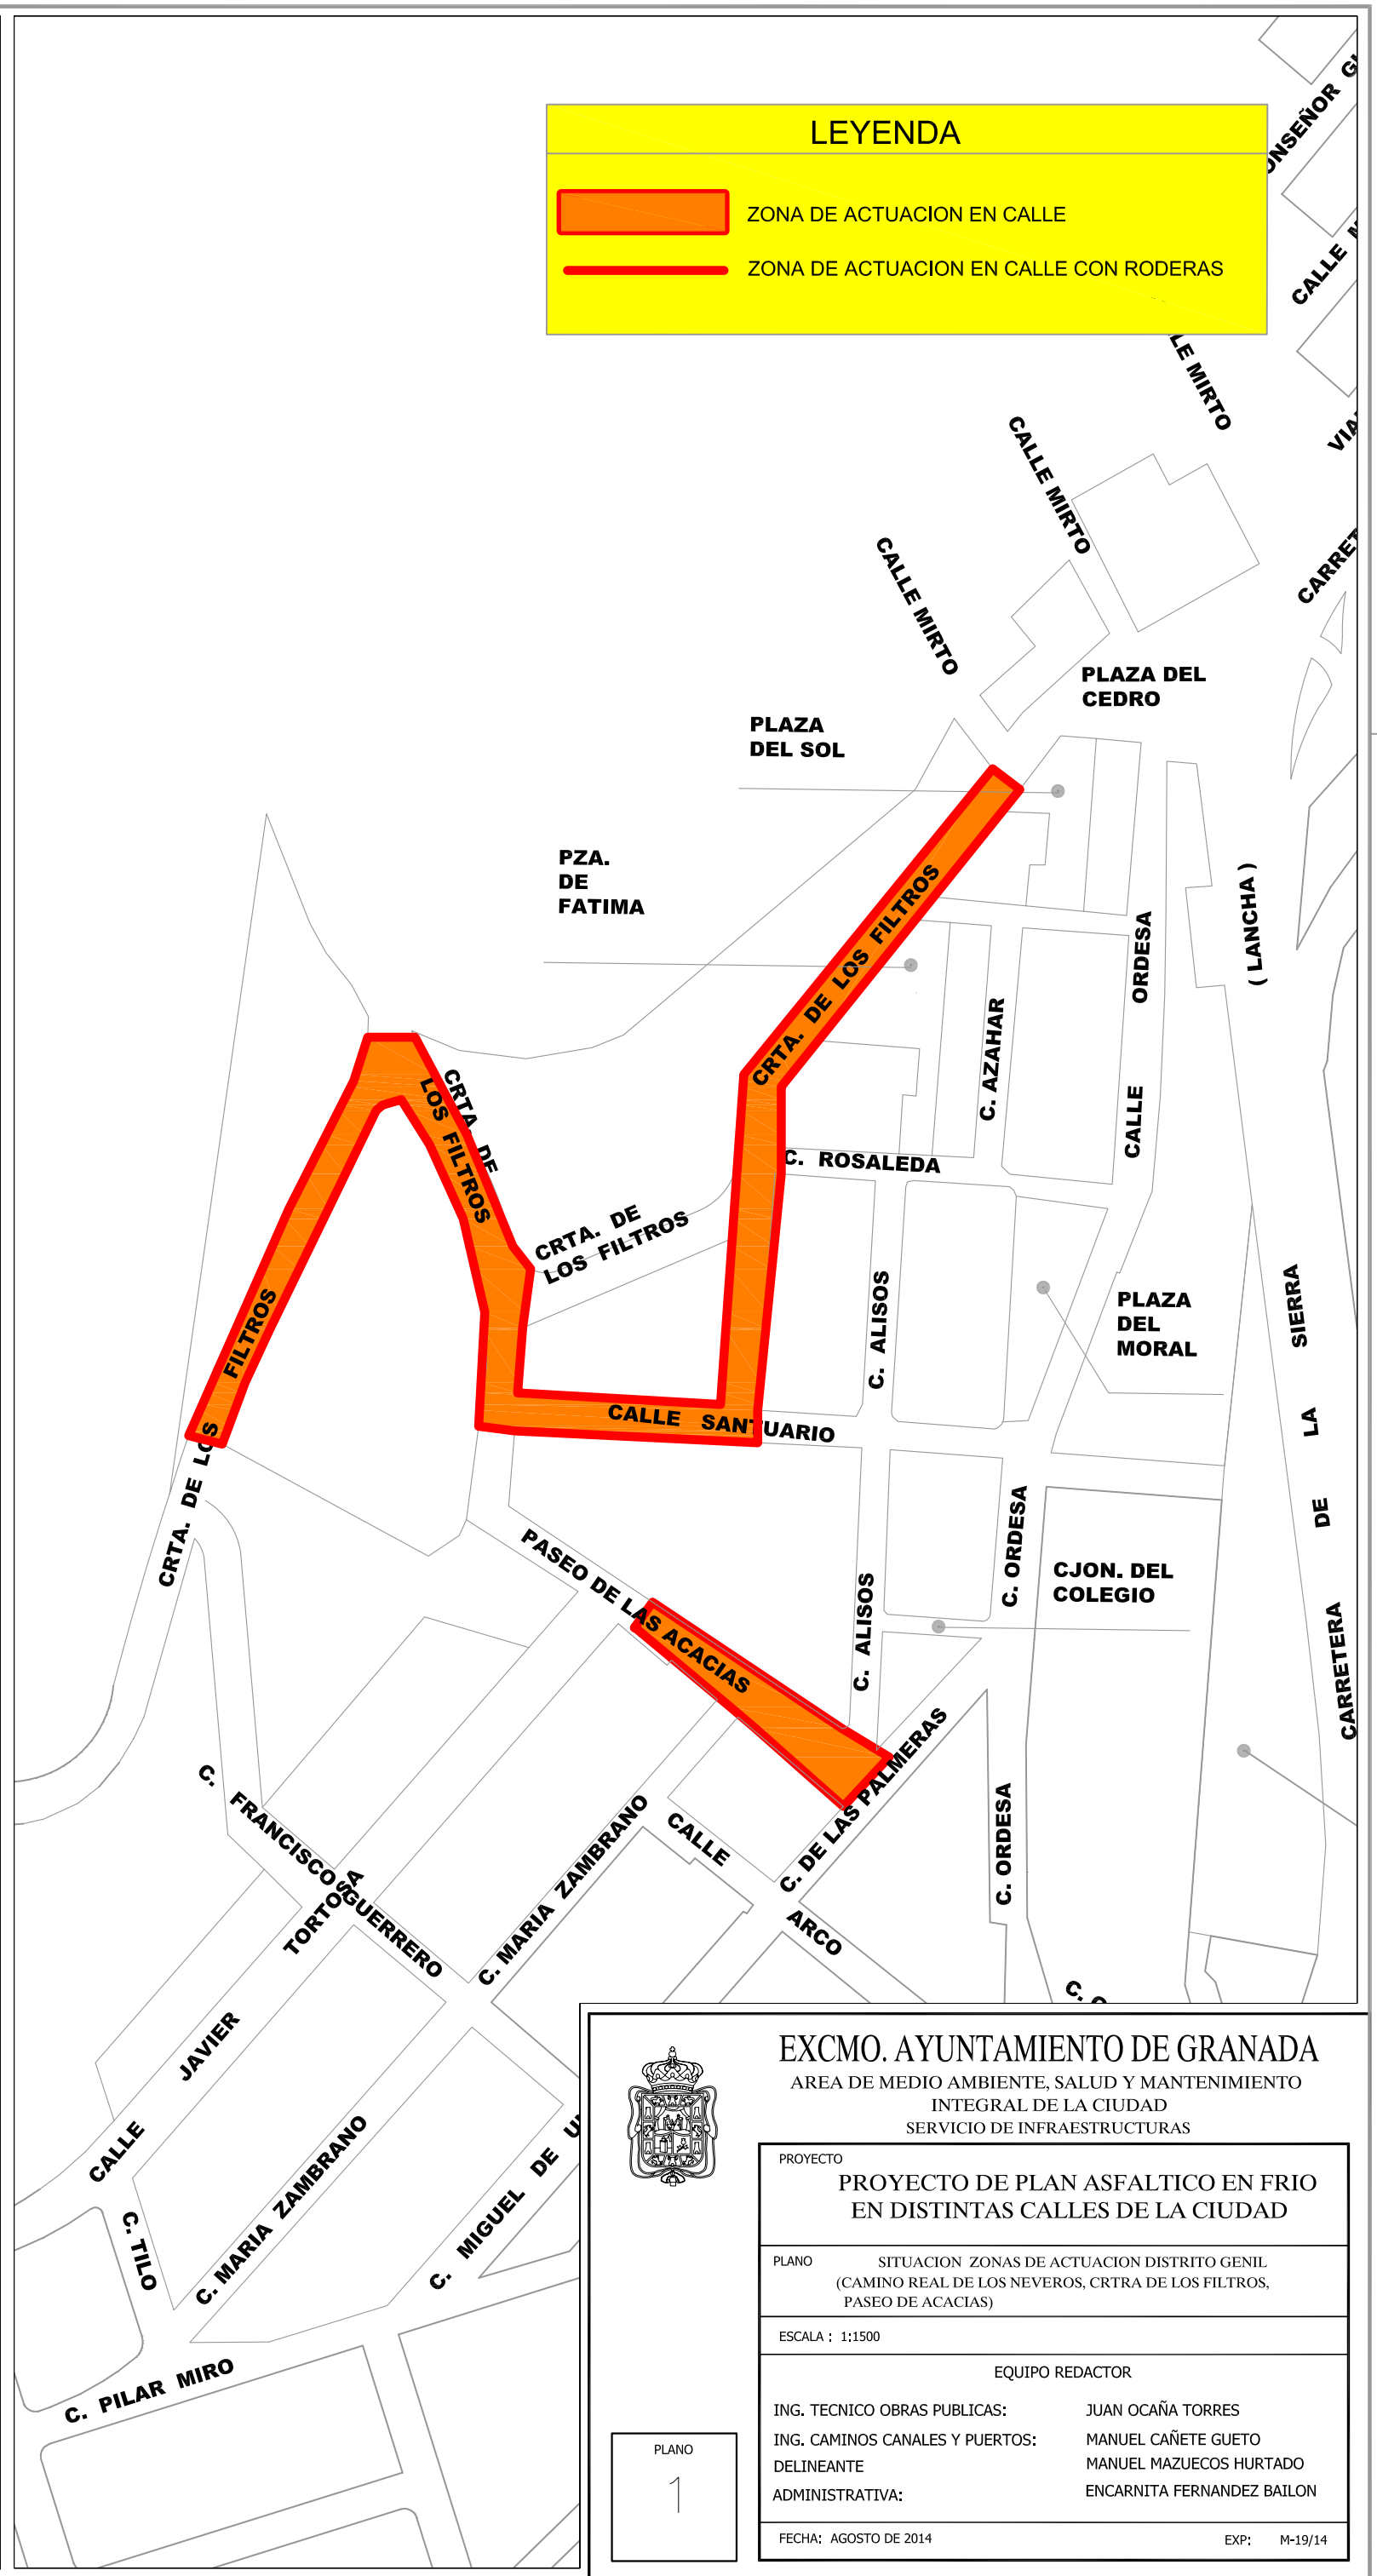 LEYENDA
ZONA DE ACTUACION EN CALLE
ZONA DE ACTUACION EN CALLE CON RODERAS
CALLE
CALLE MIRTO
CALLE MIRTO
PLAZA DEL
CEDRO
PLAZA
DEL SOL
PZA.
DE
FATIMA
CRTA. DE LOS FILTROS
( LANCHA )
CALLE ORDESA
C. AZAHAR
C. ROSALEDA
CRTA. DE
LOS FILTROS
CRTA. DE
LOS FILTROS
C. ALISOS
PLAZA
DEL
MORAL
CARRETERA DE LA SIERRA
CALLE SANTUARIO
CRTA. DE LOS FILTROS
PASEO DE LAS ACACIAS
C. ORDESA
CJON. DEL
COLEGIO
C. ALISOS
C. DE LAS PALMERAS
C. ORDESA
C. FRANCISCO GUERRERO
C. MARIA ZAMBRANO
CALLE ARCO
CALLE JAVIER TORTOSA
C. MARIA ZAMBRANO
C. MIGUEL DE
C. TILO
C. PILAR MIRO
EXCMO. AYUNTAMIENTO DE GRANADA
AREA DE MEDIO AMBIENTE, SALUD Y MANTENIMIENTO
INTEGRAL DE LA CIUDAD
SERVICIO DE INFRAESTRUCTURAS
PROYECTO
PROYECTO DE PLAN ASFALTICO EN FRIO
EN DISTINTAS CALLES DE LA CIUDAD
PLANO SITUACION ZONAS DE ACTUACION DISTRITO GENIL
(CAMINO REAL DE LOS NEVEROS, CRTRA DE LOS FILTROS,
PASEO DE ACACIAS)
ESCALA : 1:1500
EQUIPO REDACTOR
ING. TECNICO OBRAS PUBLICAS: JUAN OCAÑA TORRES
ING. CAMINOS CANALES Y PUERTOS: MANUEL CAÑETE GUETO
DELINEANTE MANUEL MAZUECOS HURTADO
ADMINISTRATIVA: ENCARNITA FERNANDEZ BAILON
FECHA: AGOSTO DE 2014 EXP: M-19/14
PLANO
1